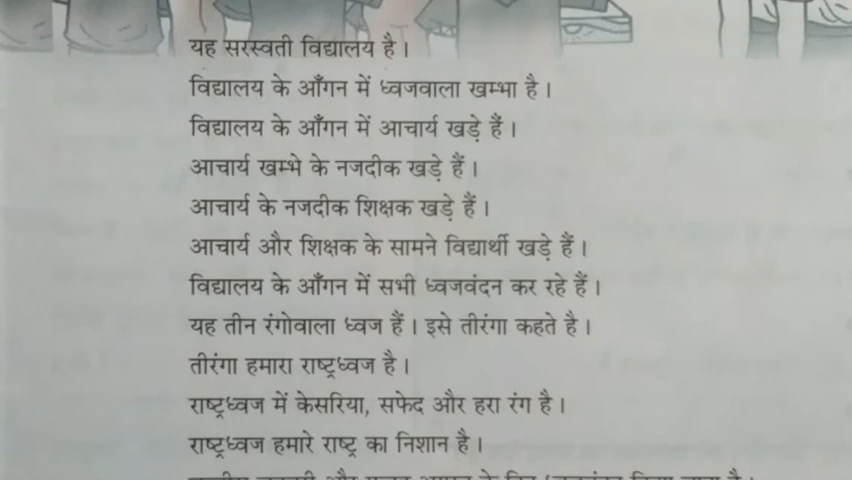 यह सरस्वती विद्यालय है ।
विद्यालय के आँगन में ध्वजवाला खम्भा है ।
विद्यालय के आँगन में आचार्य खड़े हैं ।
आचार्य खम्भे के नजदीक खड़े हैं ।
आचार्य के नजदीक शिक्षक खड़े हैं ।
आचार्य और शिक्षक के सामने विद्यार्थी खड़े हैं ।
विद्यालय के आँगन में सभी ध्वजवंदन कर रहे हैं ।
यह तीन रंगोवाला ध्वज हैं । इसे तीरंगा कहते है ।
तीरंगा हमारा राष्ट्रध्वज है ।
राष्ट्रध्वज में केसरिया, सफेद और हरा रंग है ।
राष्ट्रध्वज हमारे राष्ट्र का निशान है ।